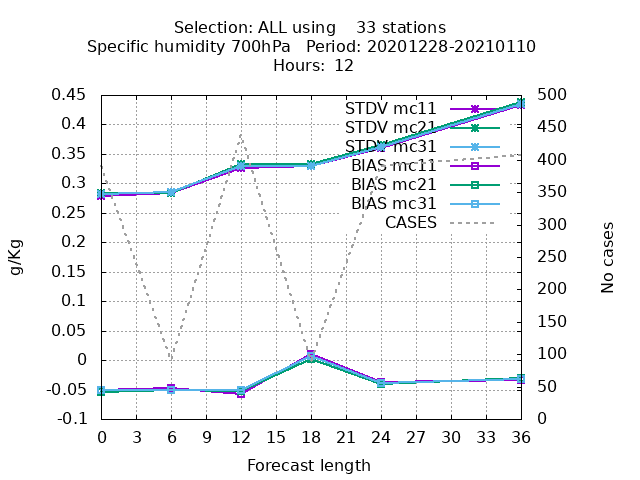 Selection: ALL using 33 stations
Specific humidity 700hPa Period: 20201228-20210110
Hours: 12
0.45
0.4
0.35
0.3
0.25
0.2
0.15
0.1
0.05
0
-0.05
-0.1
g/Kg
STDV mc11
STDV mc21
STDV mc31
BIAS mc11
BIAS mc21
BIAS mc31
CASES
500
450
400
350
300
250
200
150
100
50
0
No cases
0 3 6 9 12 15 18 21 24 27 30 33 36
Forecast length